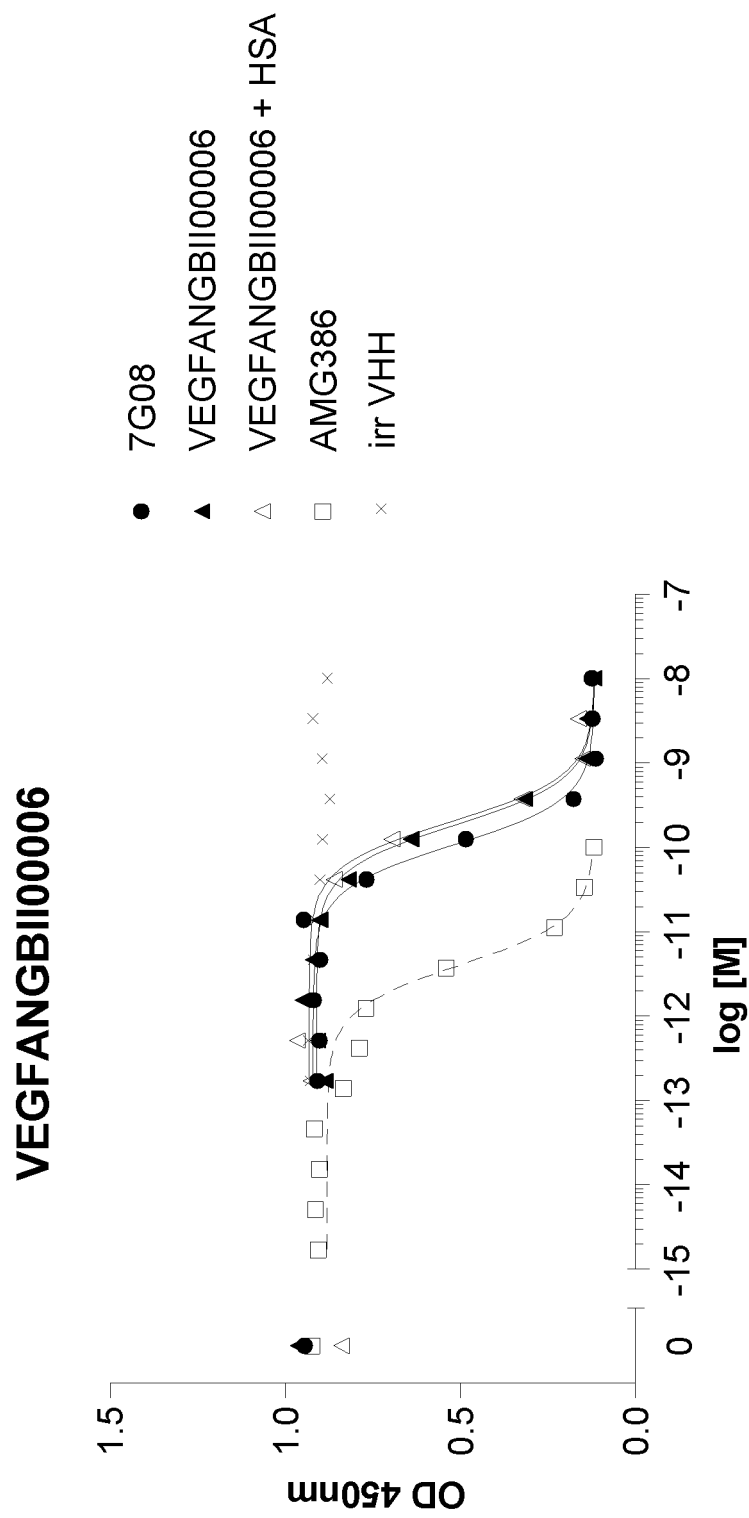 VEGFANGBII00006
OD 450nm
1.5
1.0
0.5
0.0
0
-15
-14
-13
-12
-11
-10
-9
-8
-7
log [M]
7G08
VEGFANGBII00006
VEGFANGBII00006 + HSA
AMG386
irr VHH